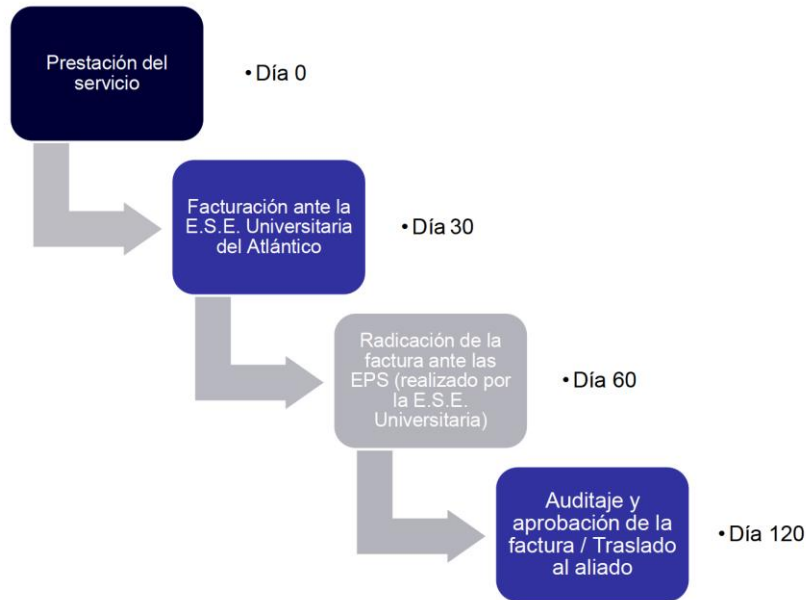 Prestación del
servicio
• Día 0
Facturación ante la
E.S.E. Universitaria
del Atlántico
• Día 30
Radicación de la
factura ante las
EPS (realizado por
la E.S.E.
Universitaria)
• Día 60
Auditaje y
aprobación de la
factura / Traslado
al aliado
• Día 120